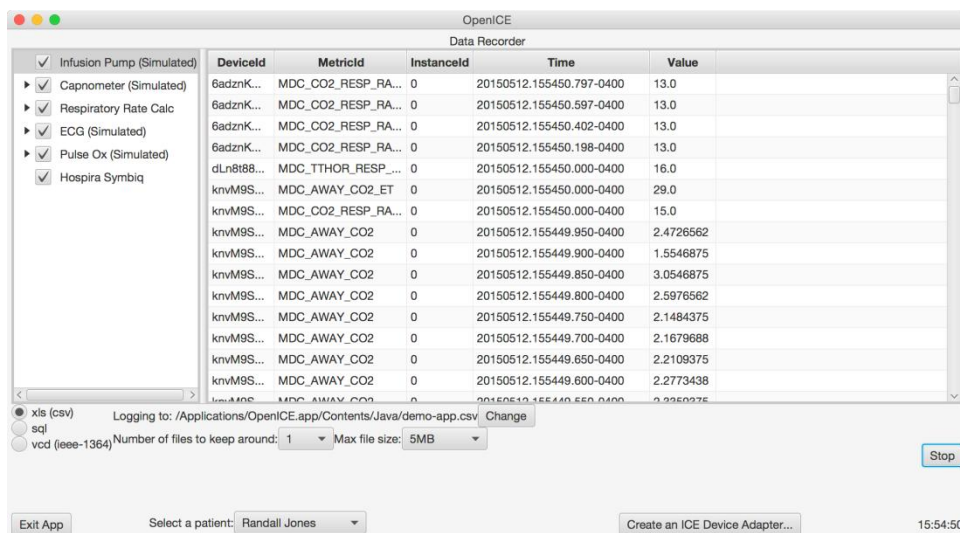 OpenICE
Data Recorder
Infusion Pump (Simulated)
Capnometer (Simulated)
Respiratory Rate Calc
ECG (Simulated)
Pulse Ox (Simulated)
Hospira Symbiq
DeviceId MetricId InstanceId Time Value
6adznK... MDC_CO2_RESP_RA... 0 20150512.155450.797-0400 13.0
6adznK... MDC_CO2_RESP_RA... 0 20150512.155450.597-0400 13.0
6adznK... MDC_CO2_RESP_RA... 0 20150512.155450.402-0400 13.0
6adznK... MDC_CO2_RESP_RA... 0 20150512.155450.198-0400 13.0
dLn8t88... MDC_TTHOR_RESP_... 0 20150512.155450.000-0400 16.0
knvM9S... MDC_AWAY_CO2_ET 0 20150512.155450.000-0400 29.0
knvM9S... MDC_CO2_RESP_RA... 0 20150512.155450.000-0400 15.0
knvM9S... MDC_AWAY_CO2 0 20150512.155449.950-0400 2.4726562
knvM9S... MDC_AWAY_CO2 0 20150512.155449.900-0400 1.5546875
knvM9S... MDC_AWAY_CO2 0 20150512.155449.850-0400 3.0546875
knvM9S... MDC_AWAY_CO2 0 20150512.155449.800-0400 2.5976562
knvM9S... MDC_AWAY_CO2 0 20150512.155449.750-0400 2.1484375
knvM9S... MDC_AWAY_CO2 0 20150512.155449.700-0400 2.1679688
knvM9S... MDC_AWAY_CO2 0 20150512.155449.650-0400 2.2109375
knvM9S... MDC_AWAY_CO2 0 20150512.155449.600-0400 2.2773438
xls (csv)
sql
vcd (ieee-1364)
Logging to: /Applications/OpenICE.app/Contents/Java/demo-app.csv Change
Number of files to keep around: 1 Max file size: 5MB
Stop
Exit App Select a patient: Randall Jones Create an ICE Device Adapter... 15:54:50